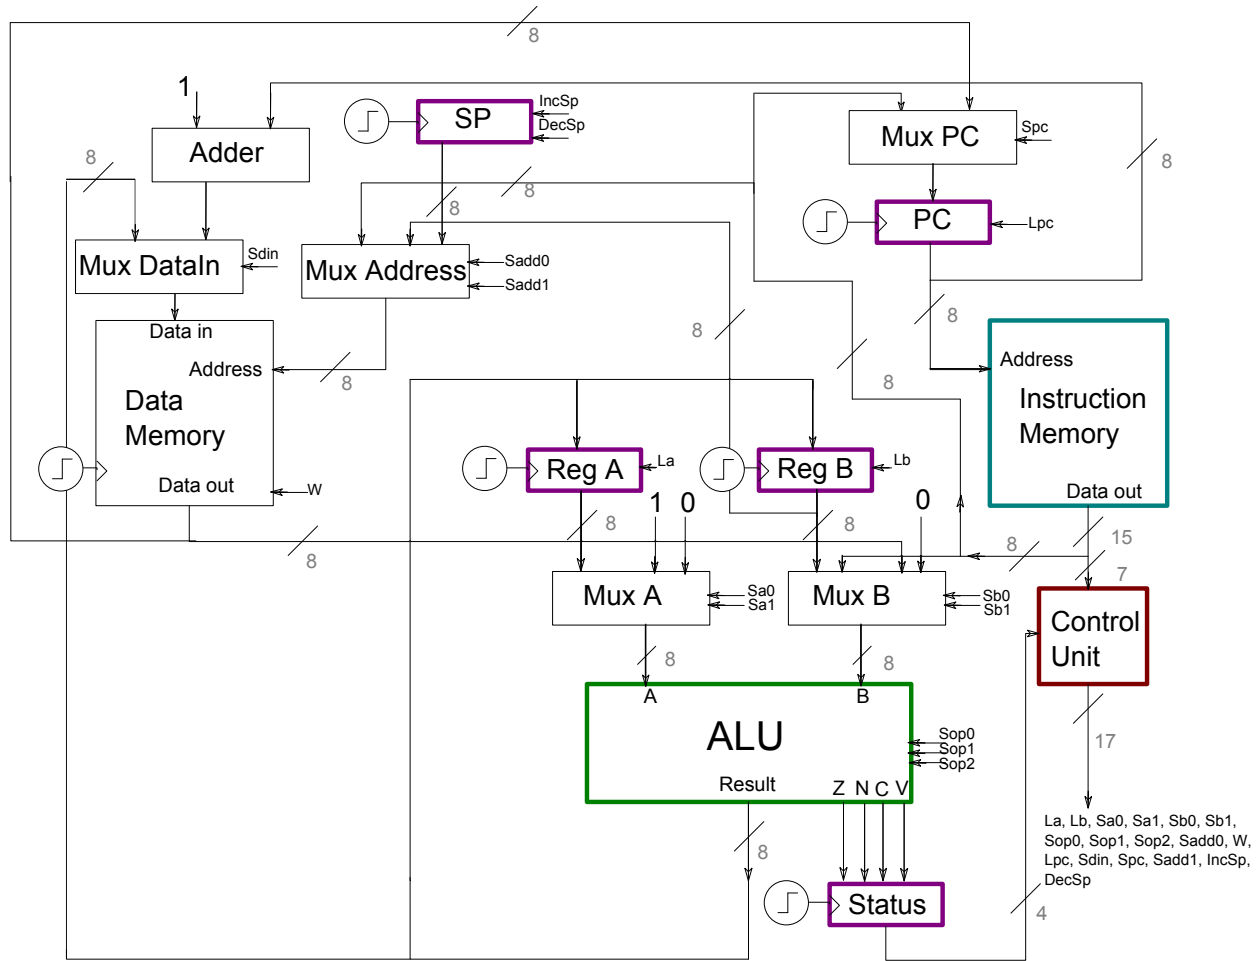 8
1
Adder
SP
IncSp
DecSp
Mux PC
Spc
8
8
8
8
PC
Lpc
Mux DataIn
Sdin
Mux Address
Sadd0
Sadd1
8
8
Data in
Address
8
8
Data
Memory
Address
Instruction
Memory
Reg A
La
Reg B
Lb
Data out
W
Data out
1
0
0
8
8
8
8
15
7
Mux A
Sa0
Sa1
Mux B
Sb0
Sb1
Control
Unit
8
8
A
B
ALU
Sop0
Sop1
Sop2
17
Result
Z
N
C
V
8
La, Lb, Sa0, Sa1, Sb0, Sb1,
Sop0, Sop1, Sop2, Sadd0, W,
Lpc, Sdin, Spc, Sadd1, IncSp,
DecSp
Status
4